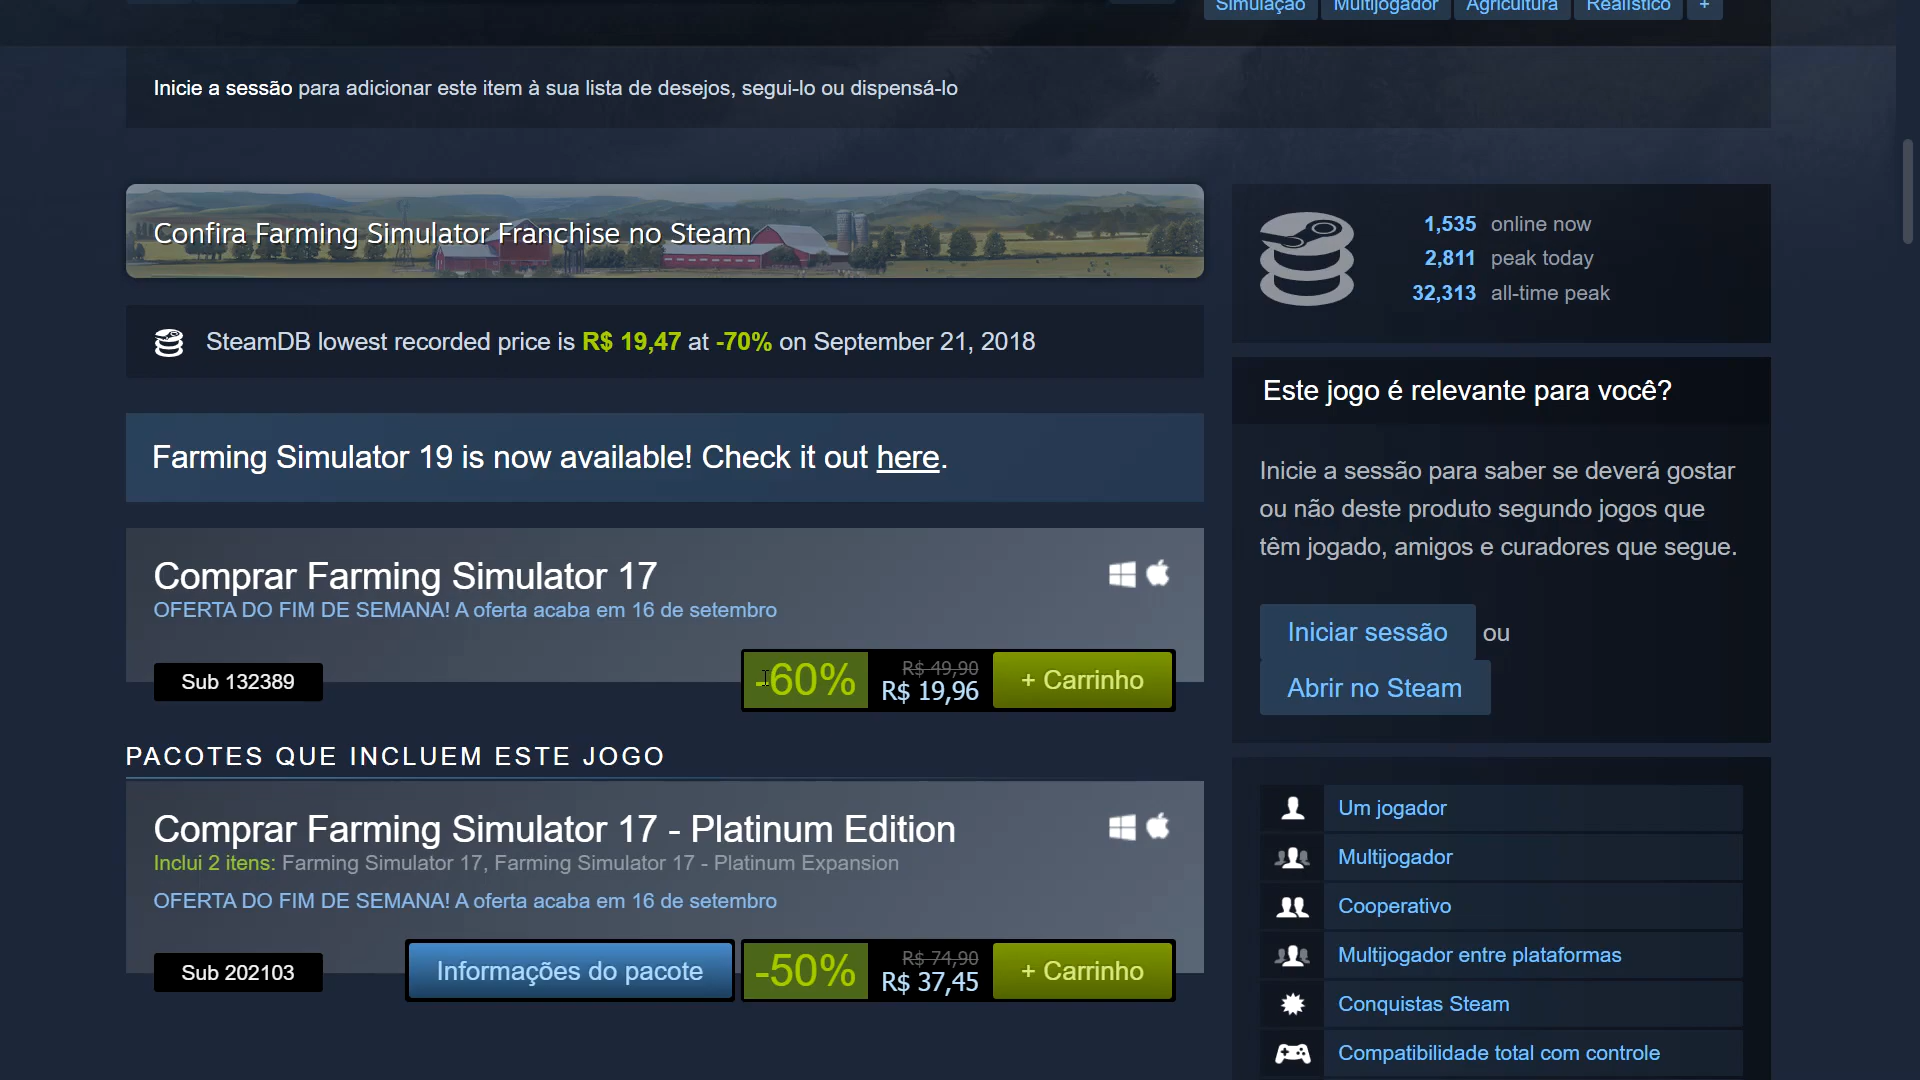 Simulação
Multijogador
Agricultura
Realístico
+
Inicie a sessão para adicionar este item à sua lista de desejos, segui-lo ou dispensá-lo
Confira Farming Simulator Franchise no Steam
SteamDB lowest recorded price is R$ 19,47 at -70% on September 21, 2018
Farming Simulator 19 is now available! Check it out here.
Comprar Farming Simulator 17
OFERTA DO FIM DE SEMANA! A oferta acaba em 16 de setembro
Sub 132389
-60%
R$ 49,90
R$ 19,96
+ Carrinho
PACOTES QUE INCLUEM ESTE JOGO
Comprar Farming Simulator 17 - Platinum Edition
Inclui 2 itens: Farming Simulator 17, Farming Simulator 17 - Platinum Expansion
OFERTA DO FIM DE SEMANA! A oferta acaba em 16 de setembro
Sub 202103
Informações do pacote
-50%
R$ 74,90
R$ 37,45
+ Carrinho
1,535 online now
2,811 peak today
32,313 all-time peak
Este jogo é relevante para você?
Inicie a sessão para saber se deverá gostar
ou não deste produto segundo jogos que
têm jogado, amigos e curadores que segue.
Iniciar sessão ou
Abrir no Steam
Um jogador
Multijogador
Cooperativo
Multijogador entre plataformas
Conquistas Steam
Compatibilidade total com controle